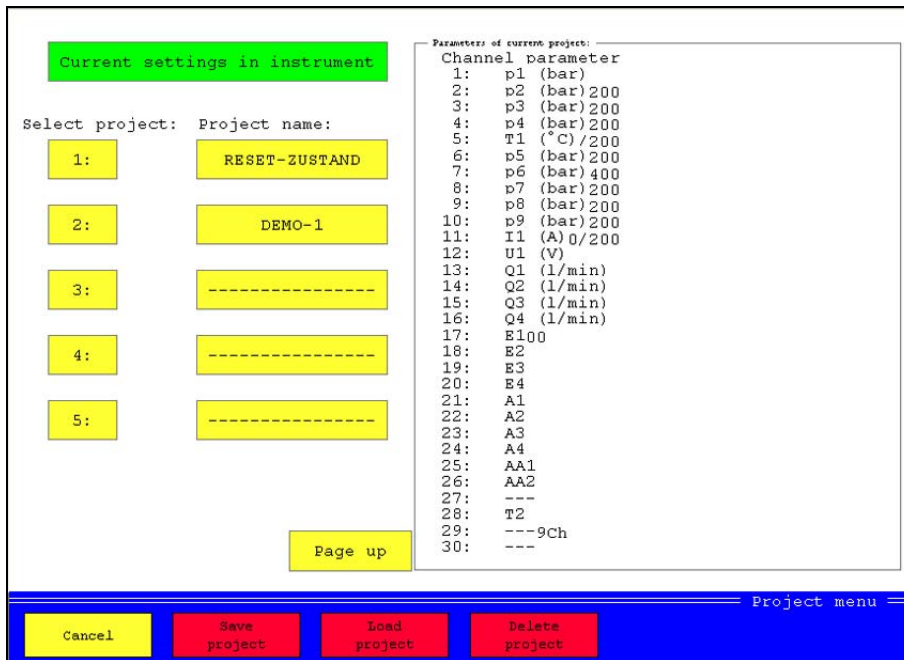 Current settings in instrument
Select project: Project name:
1: RESET-ZUSTAND
2: DEMO-1
3: ----------------
4: ----------------
5: ----------------
Page up
Parameters of current project:
Channel parameter
1: p1 (bar)
2: p2 (bar)200
3: p3 (bar)200
4: p4 (bar)200
5: T1 (°C)/200
6: p5 (bar)200
7: p6 (bar)400
8: p7 (bar)200
9: p8 (bar)200
10: p9 (bar)200
11: I1 (A)0/200
12: U1 (V)
13: Q1 (l/min)
14: Q2 (l/min)
15: Q3 (l/min)
16: Q4 (l/min)
17: E100
18: E2
19: E3
20: E4
21: A1
22: A2
23: A3
24: A4
25: AA1
26: AA2
27: ---
28: T2
29: ---9Ch
30: ---
Project menu
Cancel
Save project
Load project
Delete project